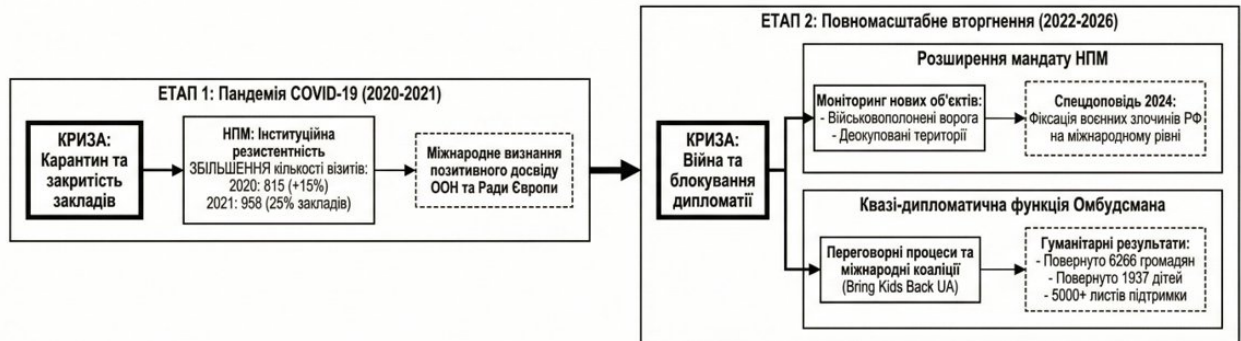 ЕТАП 1: Пандемія COVID-19 (2020-2021)
КРИЗА:
Карантин та
закритість
закладів
НПМ: Інституційна
резистентність
ЗБІЛЬШЕННЯ кількості візитів:
2020: 815 (+15%)
2021: 958 (25% закладів)
Міжнародне визнання
позитивного досвіду
ООН та Ради Європи
ЕТАП 2: Повномасштабне вторгнення (2022-2026)
КРИЗА:
Війна та
блокування
дипломатії
Розширення мандату НПМ
Моніторинг нових об'єктів:
- Військовополонені ворога
- Деокуповані території
Спецдоповідь 2024:
Фіксація воєнних злочинів РФ
на міжнародному рівні
Квазі-дипломатична функція Омбудсмана
Переговорні процеси та
міжнародні коаліції
(Bring Kids Back UA)
Гуманітарні результати:
- Повернуто 6266 громадян
- Повернуто 1937 дітей
- 5000+ листів підтримки